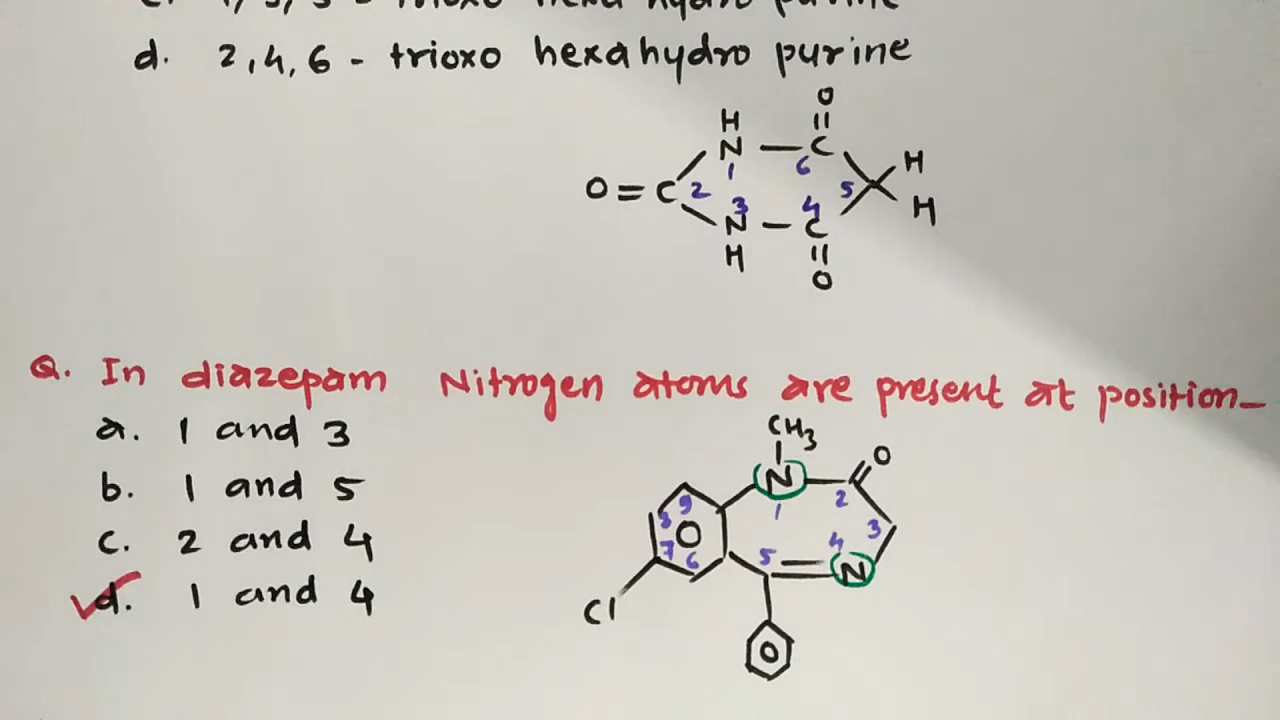 d. 2,4,6 - trioxo hexahydro purine
O
H
N C
1 6
H
O=C 2 5
3 4 H
N C
H
O
Q. In diazepam Nitrogen atoms are present at position_
a. 1 and 3
CH3
O
b. 1 and 5
N
9 1 2
8 3
c. 2 and 4
7 6 5 4
N
d. 1 and 4
Cl